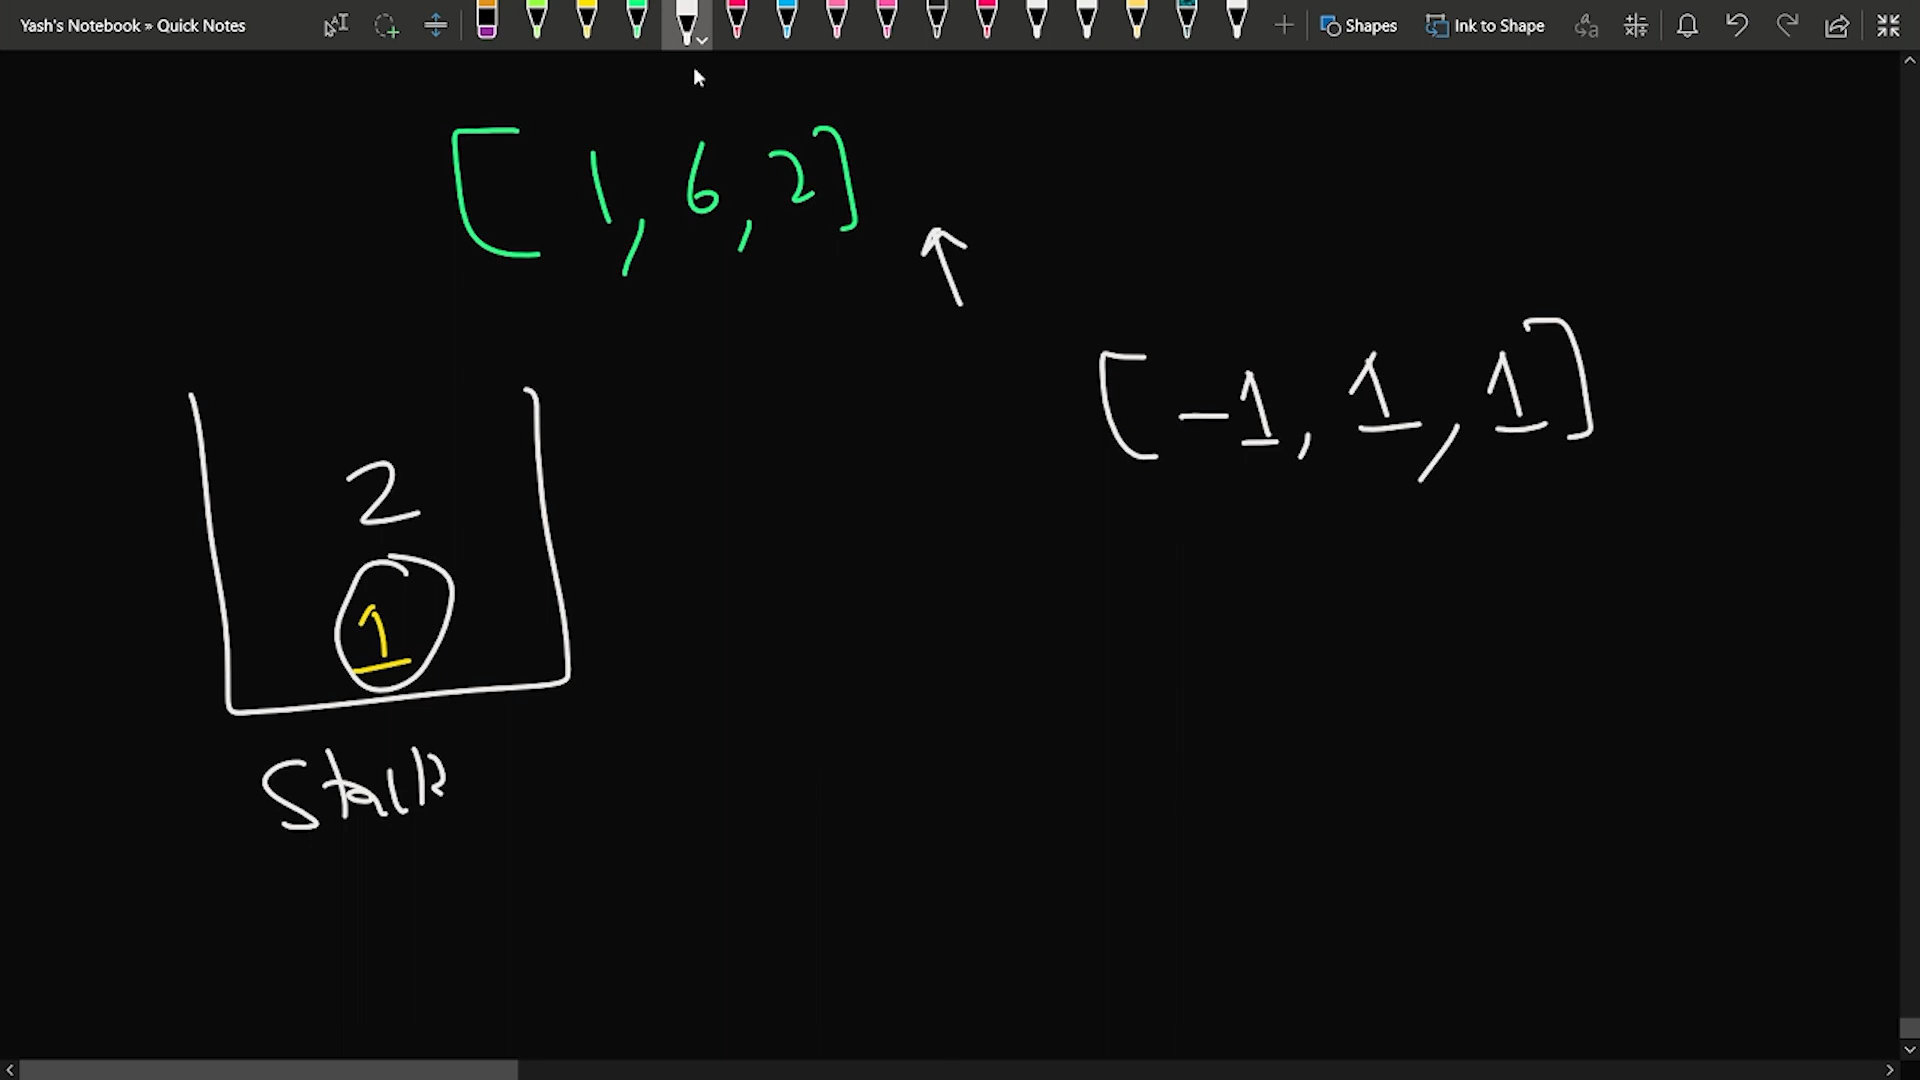 Yash's Notebook » Quick Notes
Shapes
Ink to Shape
[ 1, 6, 2]
[ -1, 1, 1]
2
1
Stack